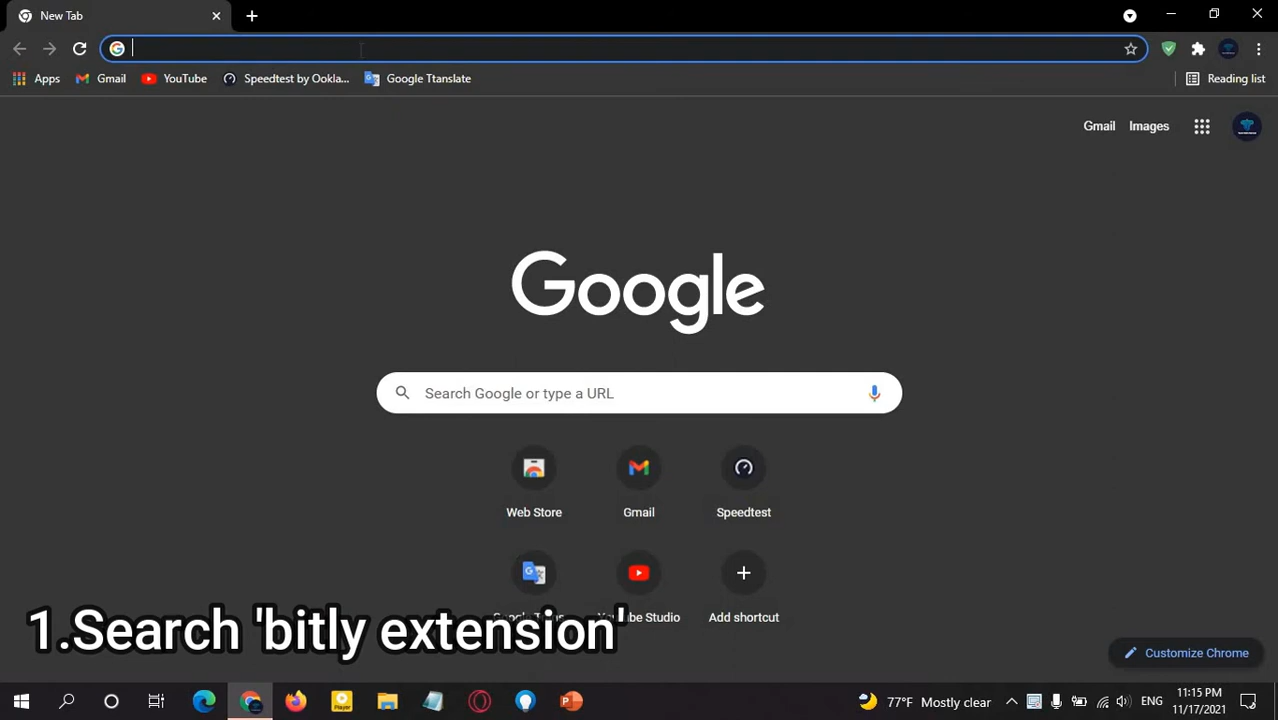 New Tab
Apps
Gmail
YouTube
Speedtest by Ookla...
Google Ttanslate
Reading list
Gmail
Images
Google
Search Google or type a URL
Web Store
Gmail
Speedtest
Studio
Add shortcut
1.Search 'bitly extension'
Customize Chrome
Player
77°F Mostly clear
ENG
11:15 PM
11/17/2021